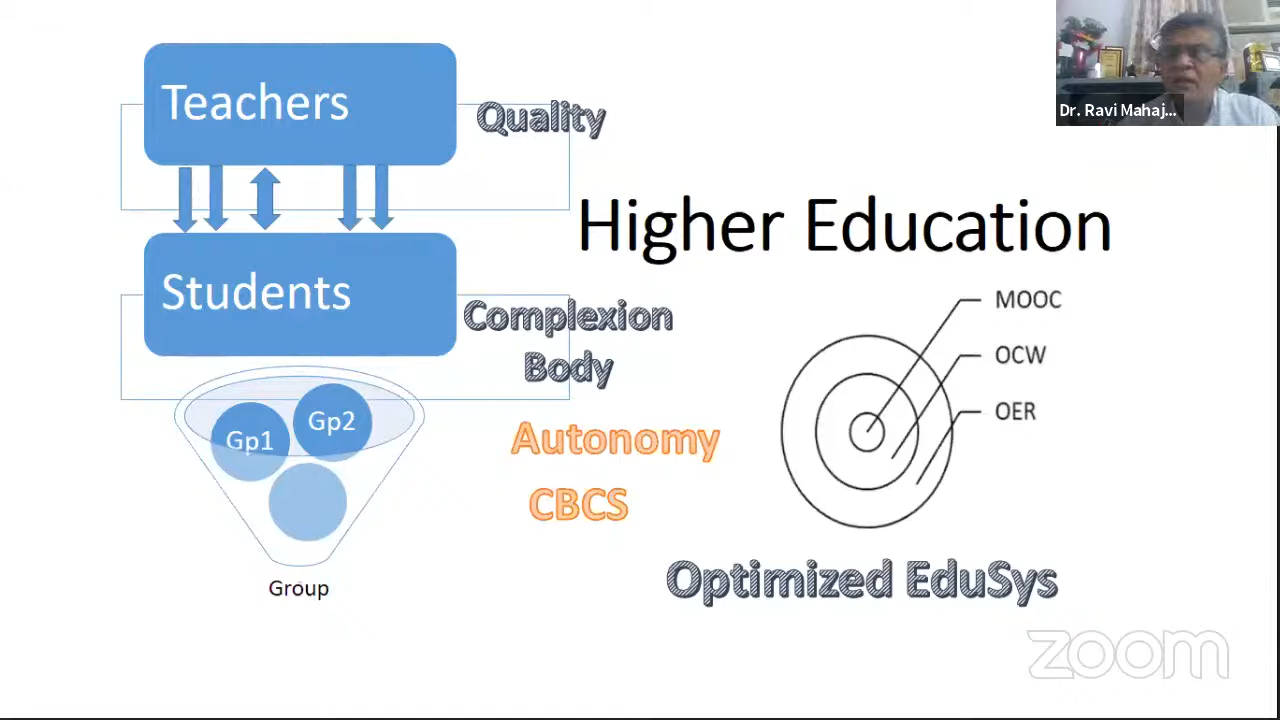 Teachers
Quality
Dr. Ravi Mahaj...
Higher Education
Students
Complexion
Body
MOOC
OCW
OER
Gp1
Gp2
Autonomy
CBCS
Group
Optimized EduSys
zoom